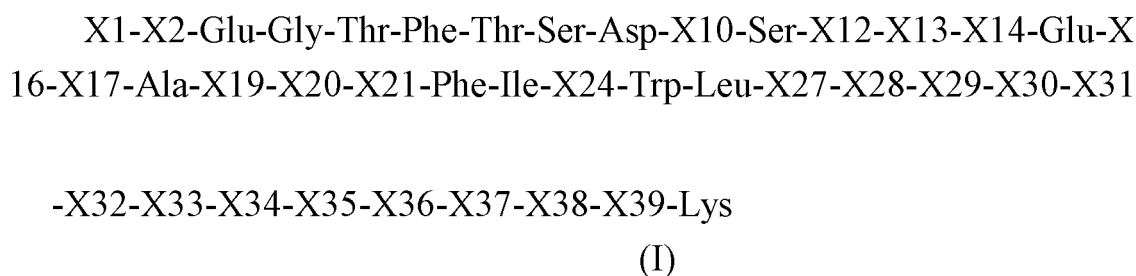 X1-X2-Glu-Gly-Thr-Phe-Thr-Ser-Asp-X10-Ser-X12-X13-X14-Glu-X
16-X17-Ala-X19-X20-X21-Phe-Ile-X24-Trp-Leu-X27-X28-X29-X30-X31
-X32-X33-X34-X35-X36-X37-X38-X39-Lys
(I)